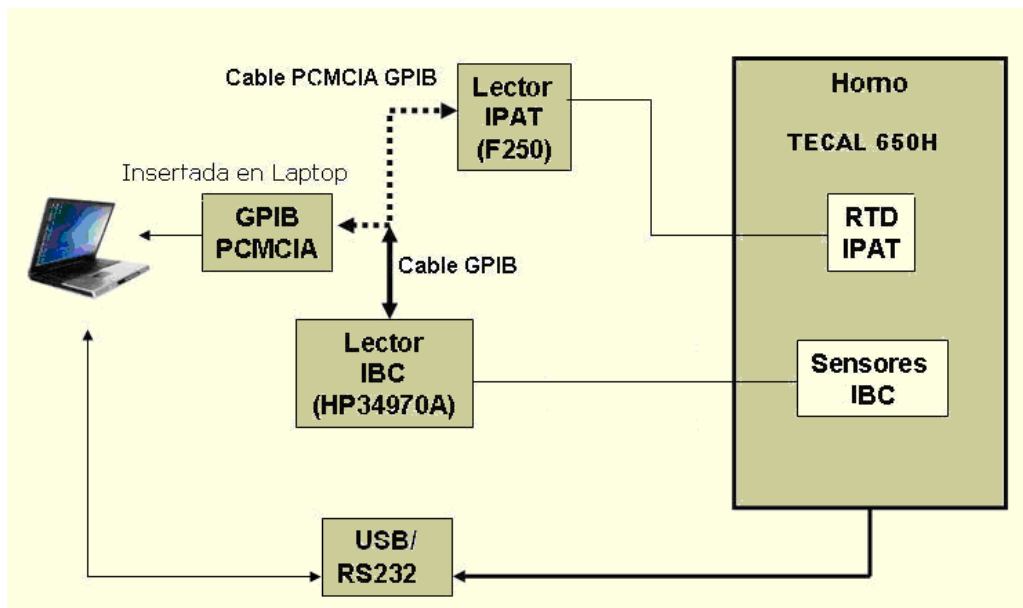 Cable PCMCIA GPIB
Lector
IPAT
(F250)
Horno
TECAL 650H
Insertada en Laptop
GPIB
PCMCIA
RTD
IPAT
Cable GPIB
Lector
IBC
(HP34970A)
Sensores
IBC
USB/
RS232